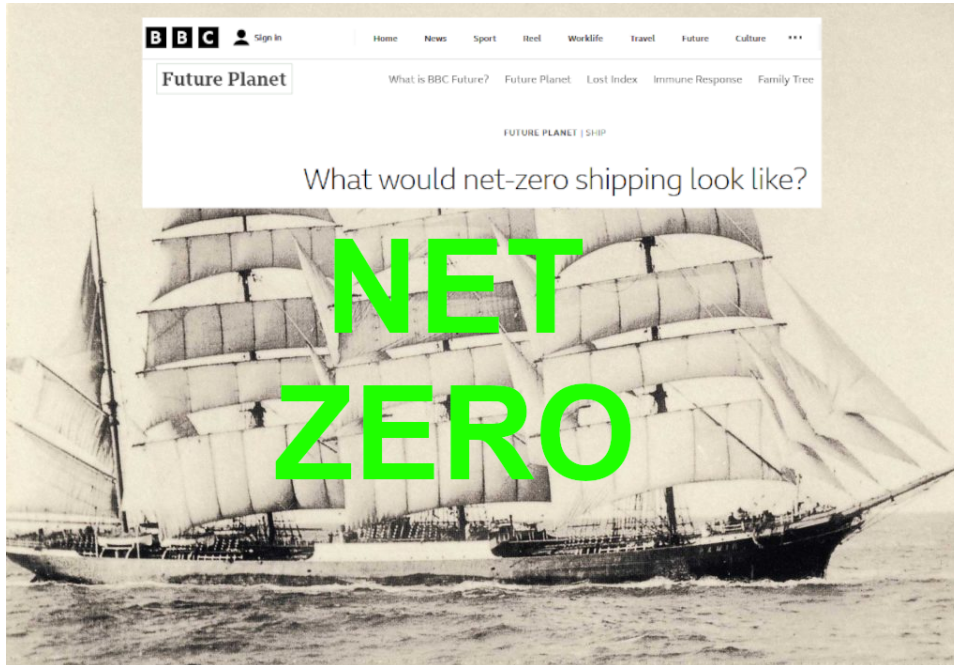 BBC Sign in Home News Sport Reel Worklife Travel Future Culture ...
Future Planet What is BBC Future? Future Planet Lost Index Immune Response Family Tree
FUTURE PLANET | SHIP
What would net-zero shipping look like?
NET
ZERO